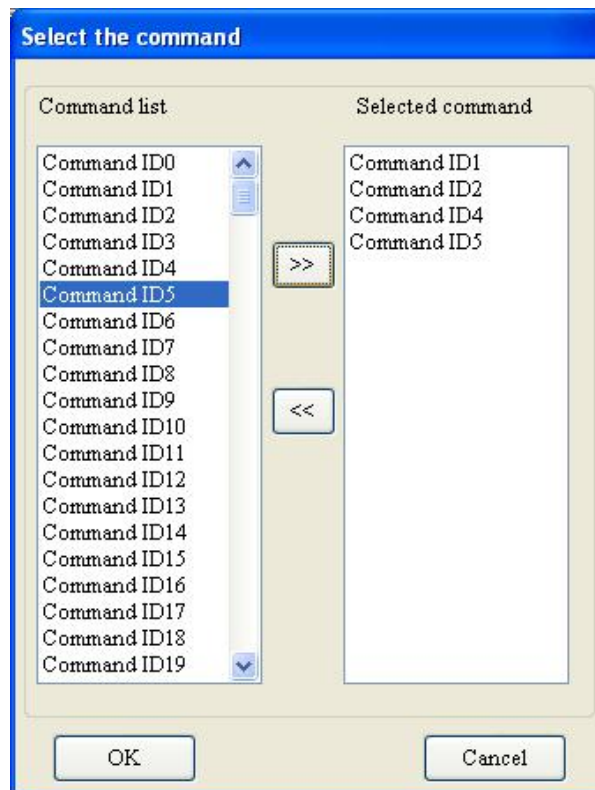 Select the command
Command list
Selected command
Command ID0
Command ID1
Command ID2
Command ID3
Command ID4
Command ID5
Command ID6
Command ID7
Command ID8
Command ID9
Command ID10
Command ID11
Command ID12
Command ID13
Command ID14
Command ID15
Command ID16
Command ID17
Command ID18
Command ID19
>>
<<
Command ID1
Command ID2
Command ID4
Command ID5
OK
Cancel